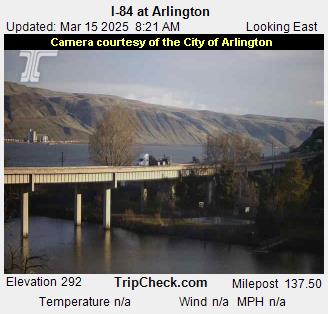 I-84 at Arlington
Updated: Mar 15 2025 8:21 AM Looking East
Camera courtesy of the City of Arlington
Elevation 292 TripCheck.com Milepost 137.50
Temperature n/a Wind n/a MPH n/a